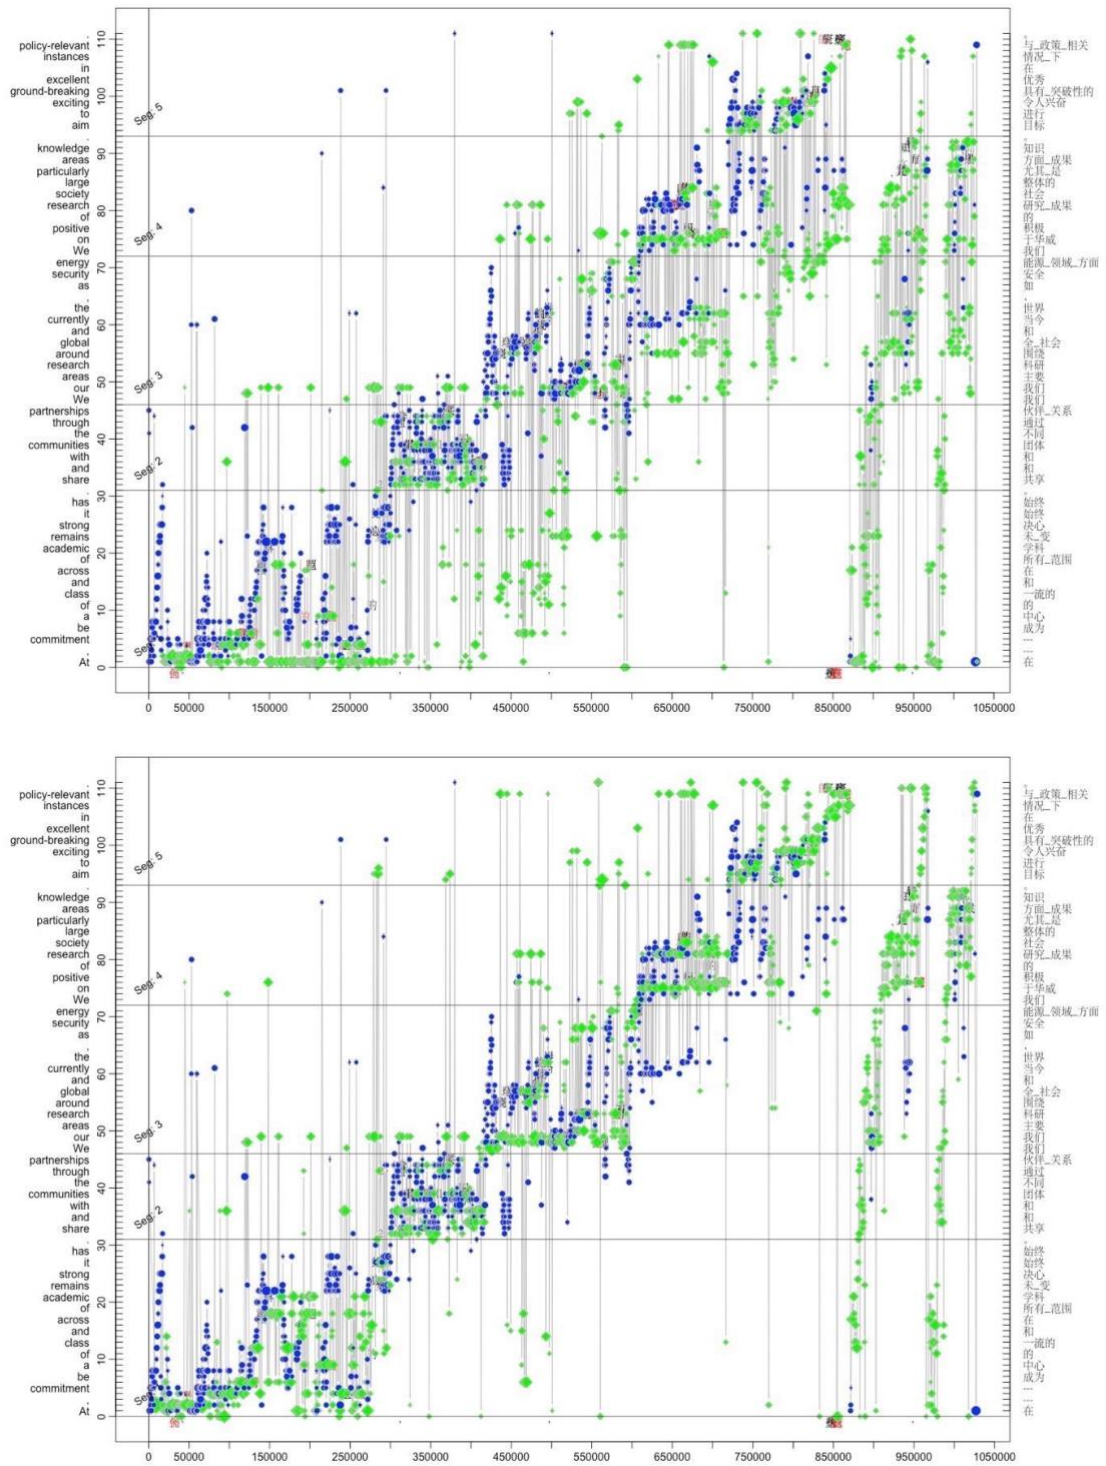 policy-relevant
instances
in
excellent
ground-breaking
exciting
to
aim
.
knowledge
areas
particularly
large
society
research
of
positive
on
We
energy
security
as
,
the
currently
and
global
around
research
areas
our
We
partnerships
through
the
communities
with
and
share
.
has
it
strong
remains
academic
of
across
and
class
of
a
be
commitment
,
At
110
100
90
80
70
60
50
40
30
20
10
0
Seg: 5
Seg: 4
Seg: 3
Seg: 2
Seg
与_政策_相关
情况_下
在
优秀
具有_突破性的
令人兴奋
进行
目标
。
知识
方面_成果
尤其_是
整体的
社会
研究_成果
的
积极
于华威
我们
能源_领域_方面
安全
如
、
世界
当今
和
全_社会
围绕
科研
主要
我们
我们
伙伴_关系
通过
不同
团体
和
和
共享
。
始终
始终
决心
未_变
学科
所有_范围
在
和
一流的
的
中心
成为
---
---
在
0 50000 150000 250000 350000 450000 550000 650000 750000 850000 950000 1050000
policy-relevant
instances
in
excellent
ground-breaking
exciting
to
aim
.
knowledge
areas
particularly
large
society
research
of
positive
on
We
energy
security
as
,
the
currently
and
global
around
research
areas
our
We
partnerships
through
the
communities
with
and
share
.
has
it
strong
remains
academic
of
across
and
class
of
a
be
commitment
,
At
110
100
90
80
70
60
50
40
30
20
10
0
Seg: 5
Seg: 4
Seg: 3
Seg: 2
Seg
与_政策_相关
情况_下
在
优秀
具有_突破性的
令人兴奋
进行
目标
。
知识
方面_成果
尤其_是
整体的
社会
研究_成果
的
积极
于华威
我们
能源_领域_方面
安全
如
、
世界
当今
和
全_社会
围绕
科研
主要
我们
我们
伙伴_关系
通过
不同
团体
和
和
共享
。
始终
始终
决心
未_变
学科
所有_范围
在
和
一流的
的
中心
成为
---
---
在
0 50000 150000 250000 350000 450000 550000 650000 750000 850000 950000 1050000